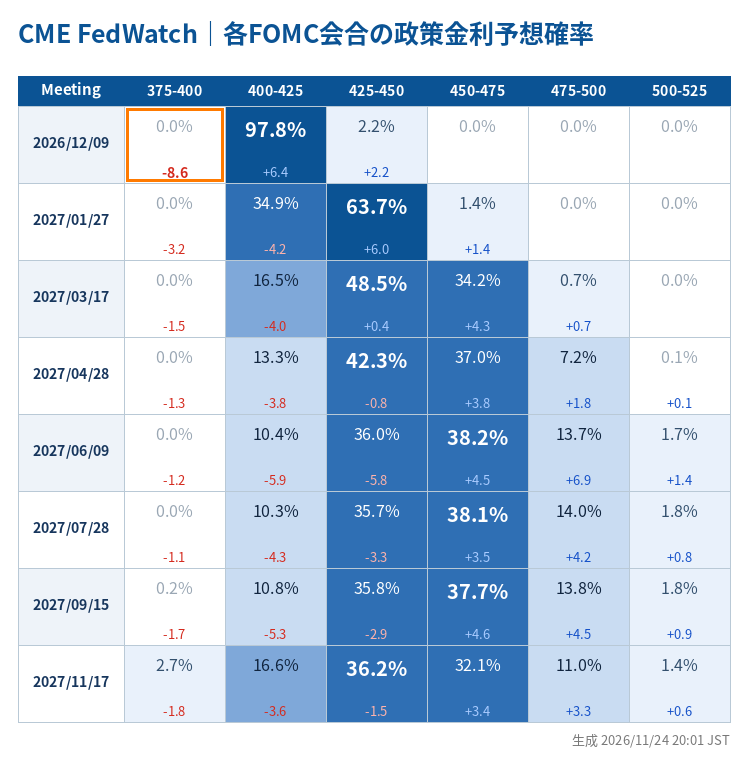 CME FedWatch｜各FOMC会合の政策金利予想確率
Meeting 375-400 400-425 425-450 450-475 475-500 500-525
2026/12/09 0.0% 97.8% 2.2% 0.0% 0.0% 0.0%
-8.6 +6.4 +2.2
2027/01/27 0.0% 34.9% 63.7% 1.4% 0.0% 0.0%
-3.2 -4.2 +6.0 +1.4
2027/03/17 0.0% 16.5% 48.5% 34.2% 0.7% 0.0%
-1.5 -4.0 +0.4 +4.3 +0.7
2027/04/28 0.0% 13.3% 42.3% 37.0% 7.2% 0.1%
-1.3 -3.8 -0.8 +3.8 +1.8 +0.1
2027/06/09 0.0% 10.4% 36.0% 38.2% 13.7% 1.7%
-1.2 -5.9 -5.8 +4.5 +6.9 +1.4
2027/07/28 0.0% 10.3% 35.7% 38.1% 14.0% 1.8%
-1.1 -4.3 -3.3 +3.5 +4.2 +0.8
2027/09/15 0.2% 10.8% 35.8% 37.7% 13.8% 1.8%
-1.7 -5.3 -2.9 +4.6 +4.5 +0.9
2027/11/17 2.7% 16.6% 36.2% 32.1% 11.0% 1.4%
-1.8 -3.6 -1.5 +3.4 +3.3 +0.6
生成 2026/11/24 20:01 JST